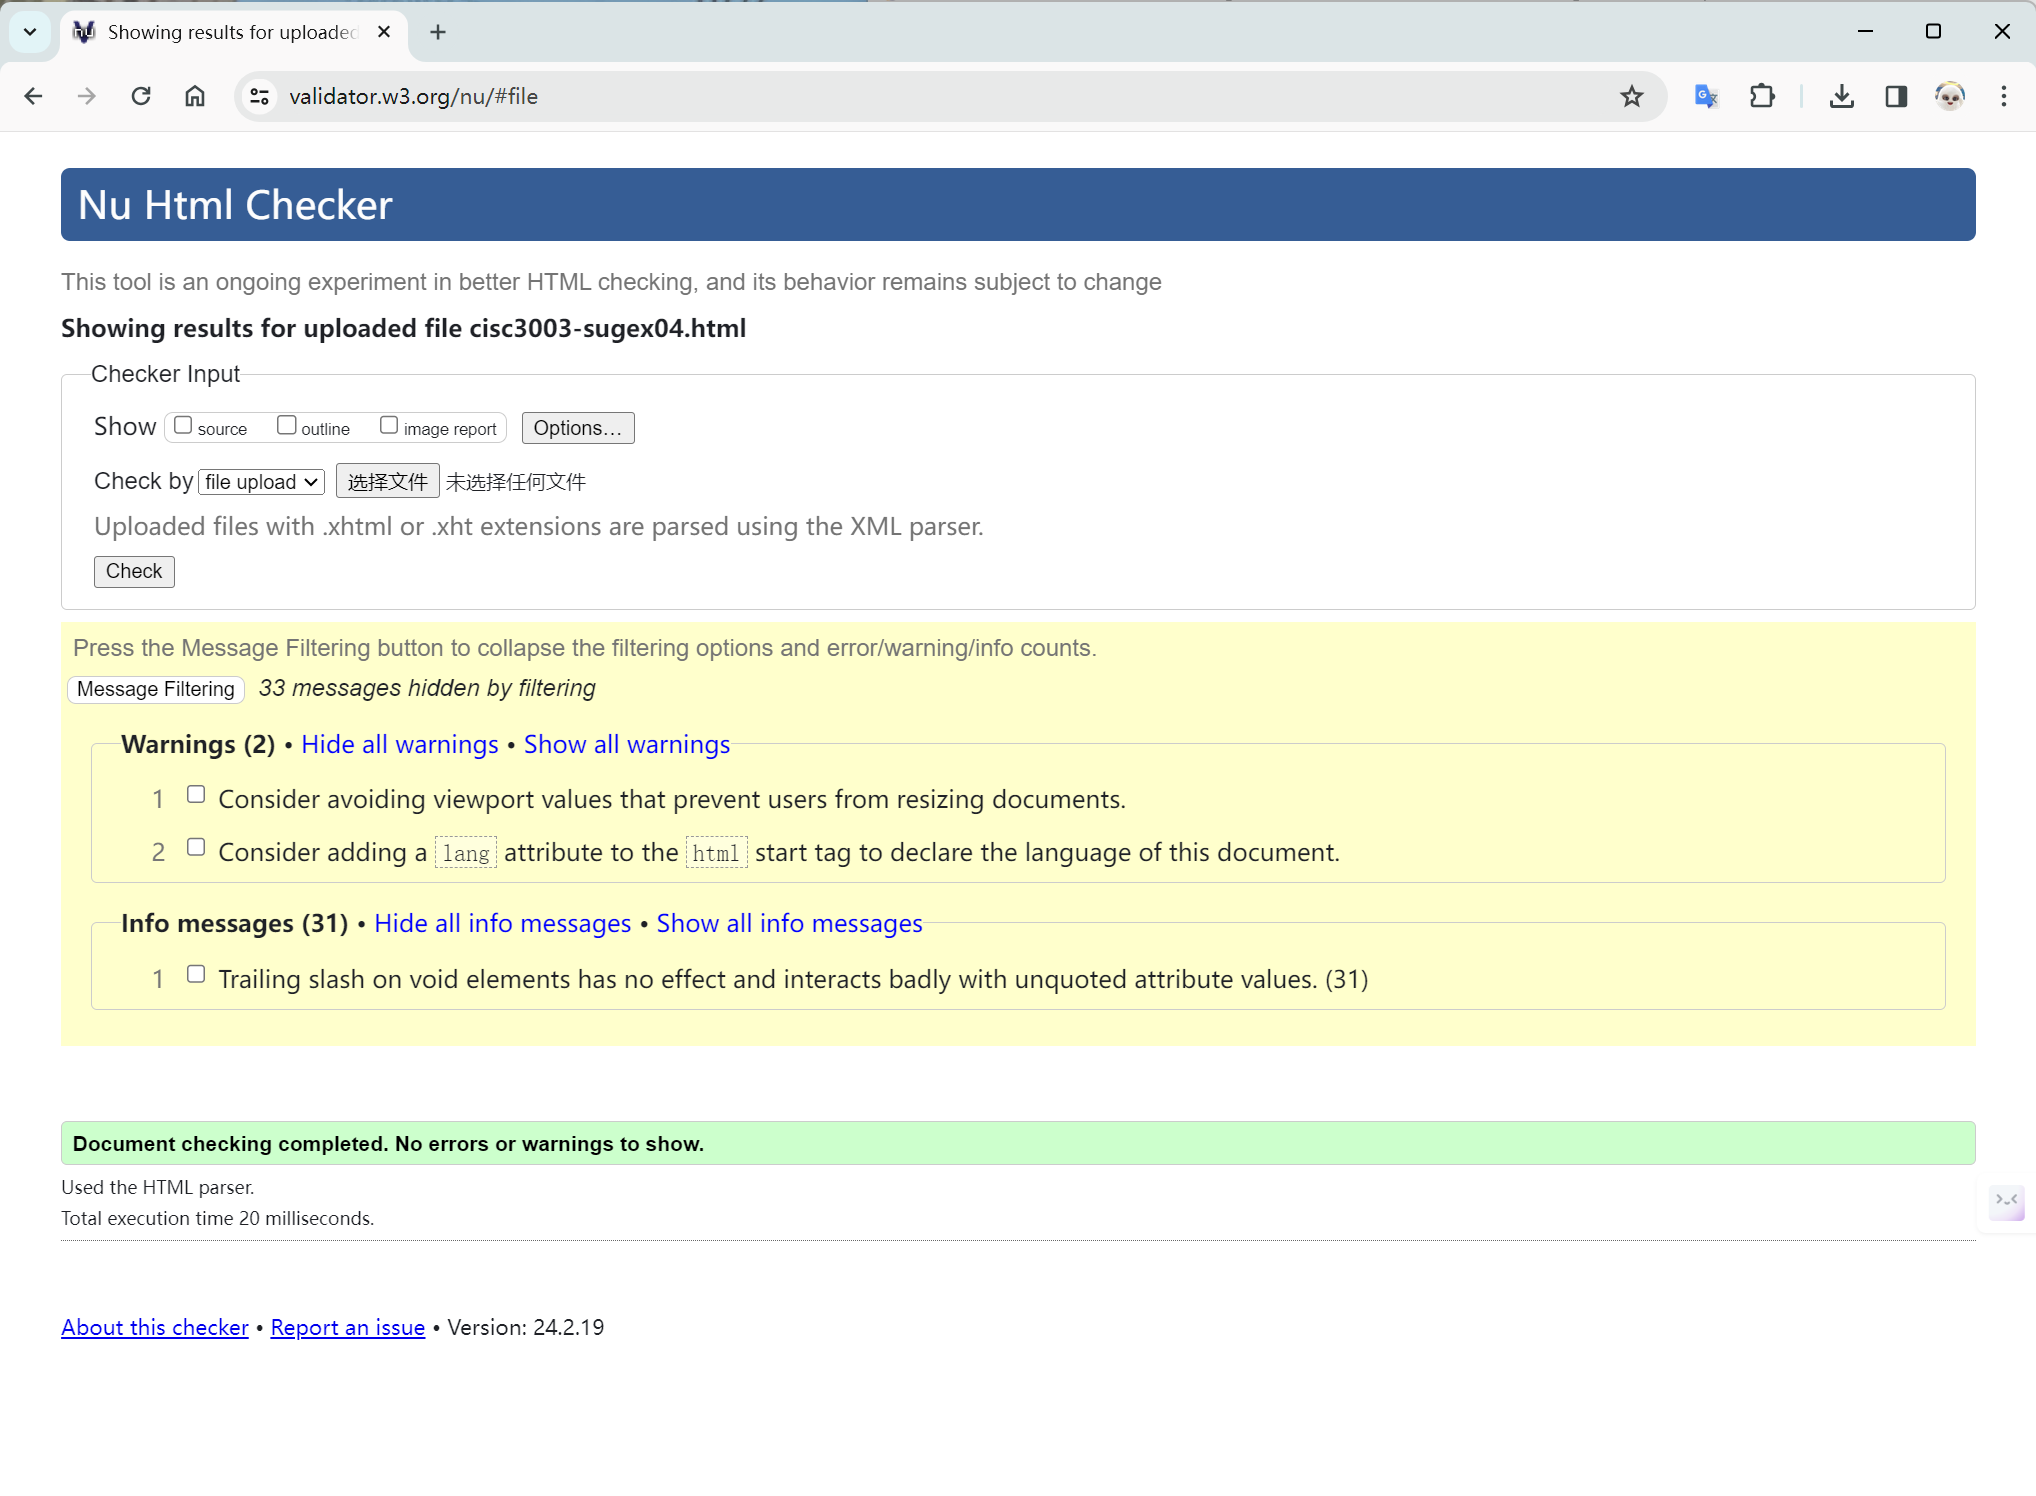 Showing results for uploaded
validator.w3.org/nu/#file
Nu Html Checker
This tool is an ongoing experiment in better HTML checking, and its behavior remains subject to change
Showing results for uploaded file cisc3003-sugex04.html
Checker Input
Show source outline image report Options...
Check by file upload 选择文件 未选择任何文件
Uploaded files with .xhtml or .xht extensions are parsed using the XML parser.
Check
Press the Message Filtering button to collapse the filtering options and error/warning/info counts.
Message Filtering 33 messages hidden by filtering
Warnings (2) • Hide all warnings • Show all warnings
1 Consider avoiding viewport values that prevent users from resizing documents.
2 Consider adding a lang attribute to the html start tag to declare the language of this document.
Info messages (31) • Hide all info messages • Show all info messages
1 Trailing slash on void elements has no effect and interacts badly with unquoted attribute values. (31)
Document checking completed. No errors or warnings to show.
Used the HTML parser.
Total execution time 20 milliseconds.
About this checker • Report an issue • Version: 24.2.19